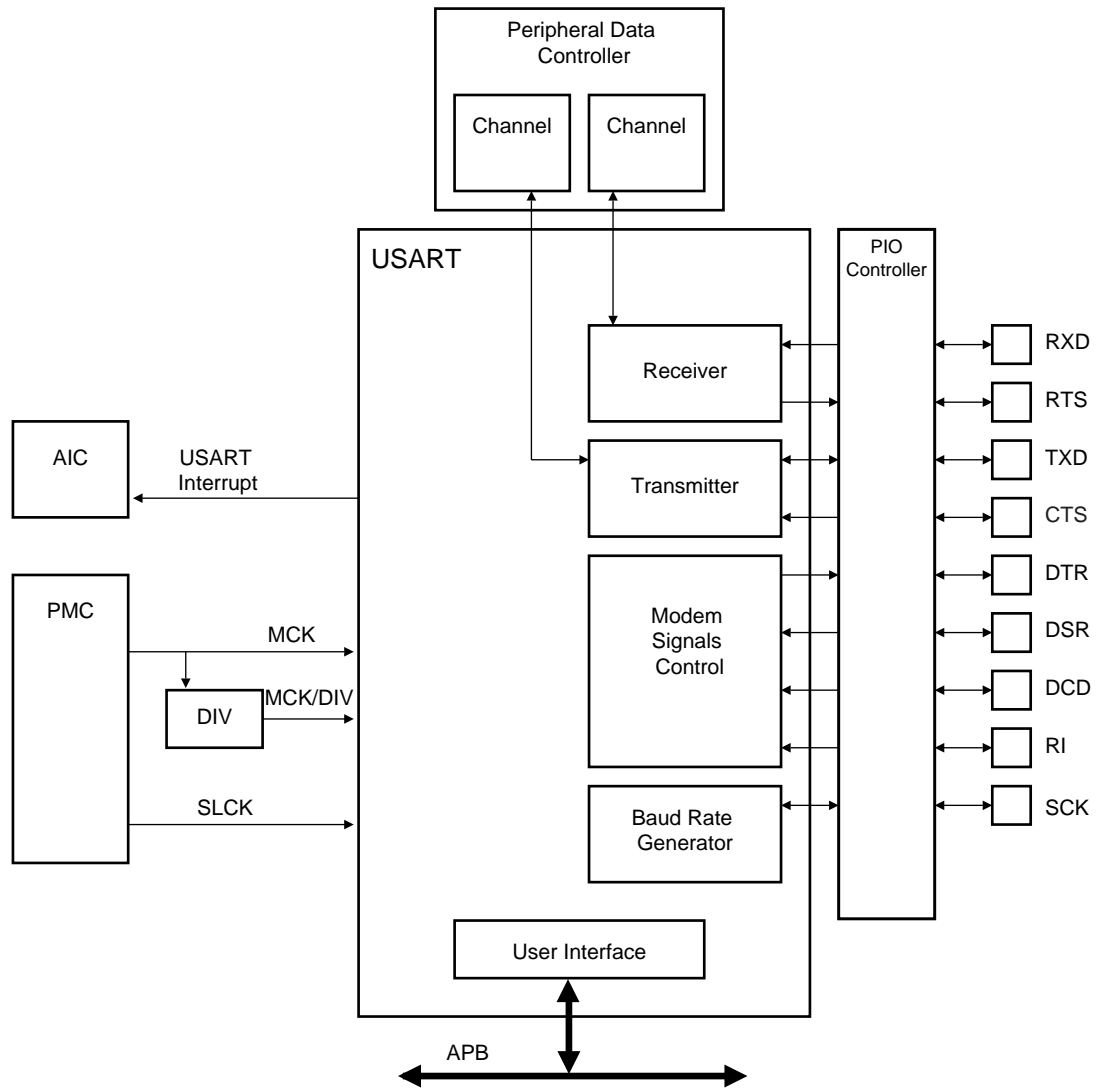 Peripheral Data
Controller
Channel
Channel
USART
PIO
Controller
Receiver
RXD
RTS
AIC
USART
Interrupt
Transmitter
TXD
CTS
PMC
MCK
DIV
MCK/DIV
SLCK
Modem
Signals
Control
DTR
DSR
DCD
RI
Baud Rate
Generator
SCK
User Interface
APB